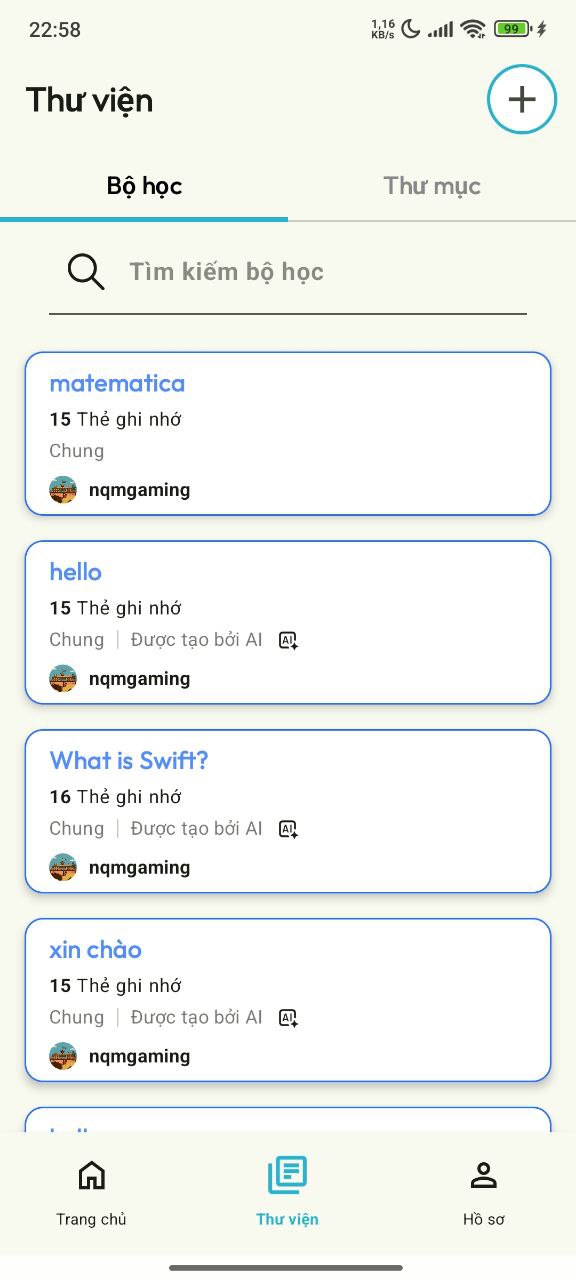 22:58
1,16
KB/s
99
Thư viện
Bộ học
Thư mục
Tìm kiếm bộ học
matematica
15 Thẻ ghi nhớ
Chung
nqmgaming
hello
15 Thẻ ghi nhớ
Chung | Được tạo bởi AI AI
nqmgaming
What is Swift?
16 Thẻ ghi nhớ
Chung | Được tạo bởi AI AI
nqmgaming
xin chào
15 Thẻ ghi nhớ
Chung | Được tạo bởi AI AI
nqmgaming
Trang chủ
Thư viện
Hồ sơ